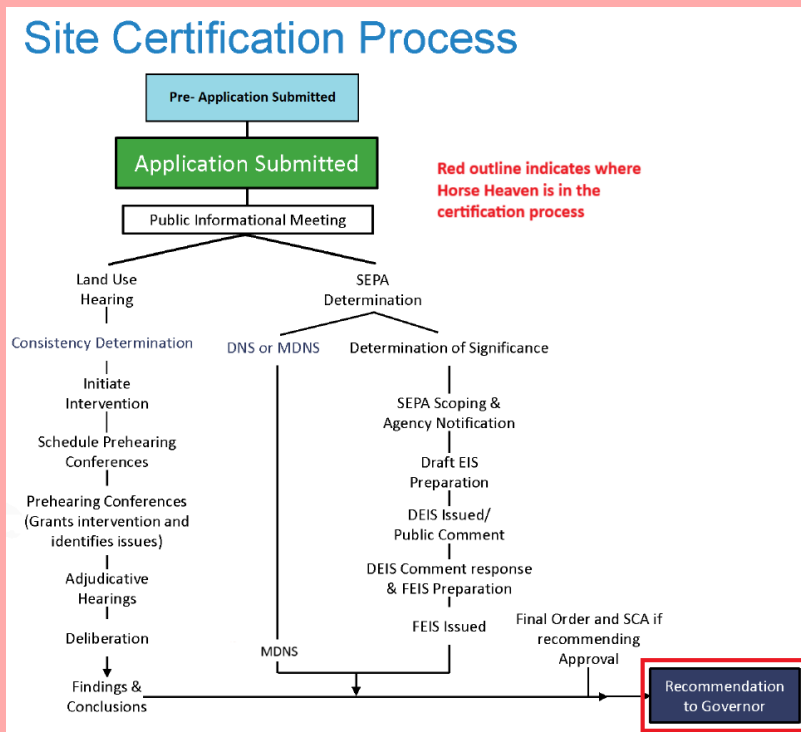 Site Certification Process
Pre- Application Submitted
Application Submitted
Red outline indicates where
Horse Heaven is in the
certification process
Public Informational Meeting
Land Use
Hearing
SEPA
Determination
Consistency Determination
DNS or MDNS
Determination of Significance
Initiate
Intervention
SEPA Scoping &
Agency Notification
Schedule Prehearing
Conferences
Draft EIS
Preparation
Prehearing Conferences
(Grants intervention and
identifies issues)
DEIS Issued/
Public Comment
DEIS Comment response
& FEIS Preparation
Adjudicative
Hearings
FEIS Issued
Final Order and SCA if
recommending
Approval
Deliberation
MDNS
Findings &
Conclusions
Recommendation
to Governor